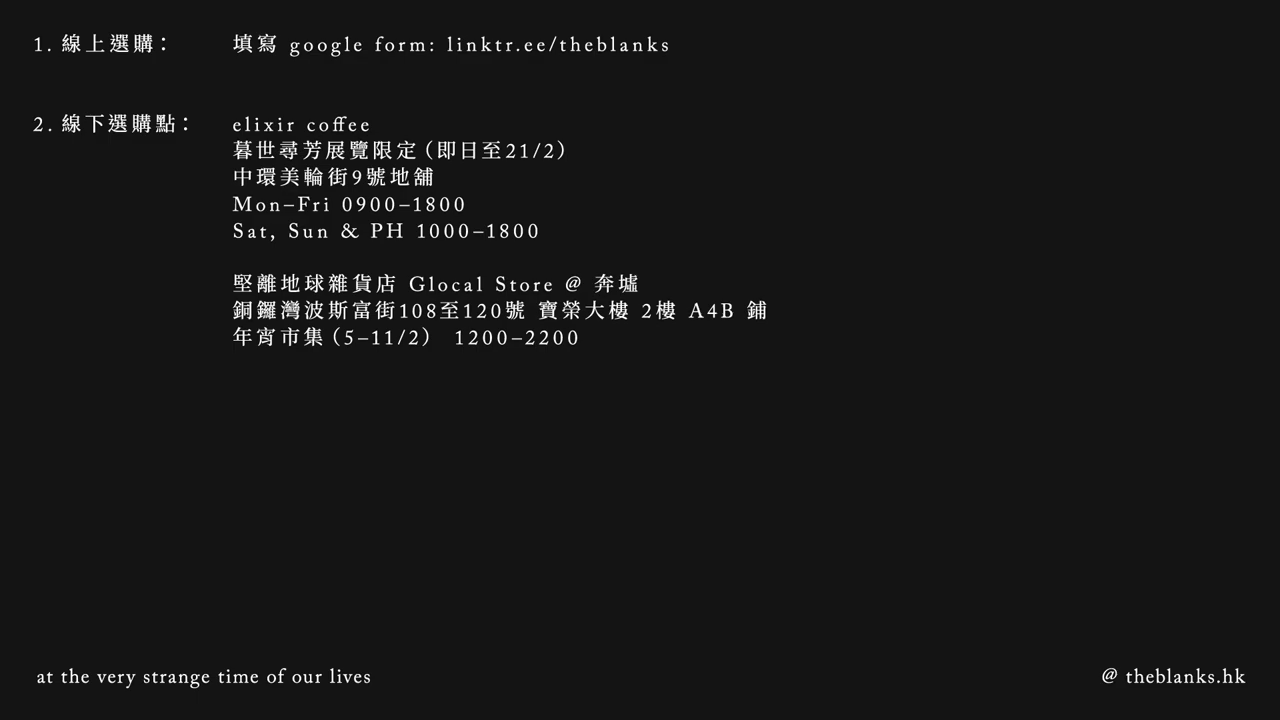 1. 線上選購： 填寫 google form: linktr.ee/theblanks
2. 線下選購點： elixir coffee
暮世尋芳展覽限定（即日至21/2）
中環美輪街9號地舖
Mon–Fri 0900–1800
Sat, Sun & PH 1000–1800
堅離地球雜貨店 Glocal Store @ 奔墟
銅鑼灣波斯富街108至120號 寶榮大樓 2樓 A4B 鋪
年宵市集（5–11/2） 1200–2200
at the very strange time of our lives
@ theblanks.hk